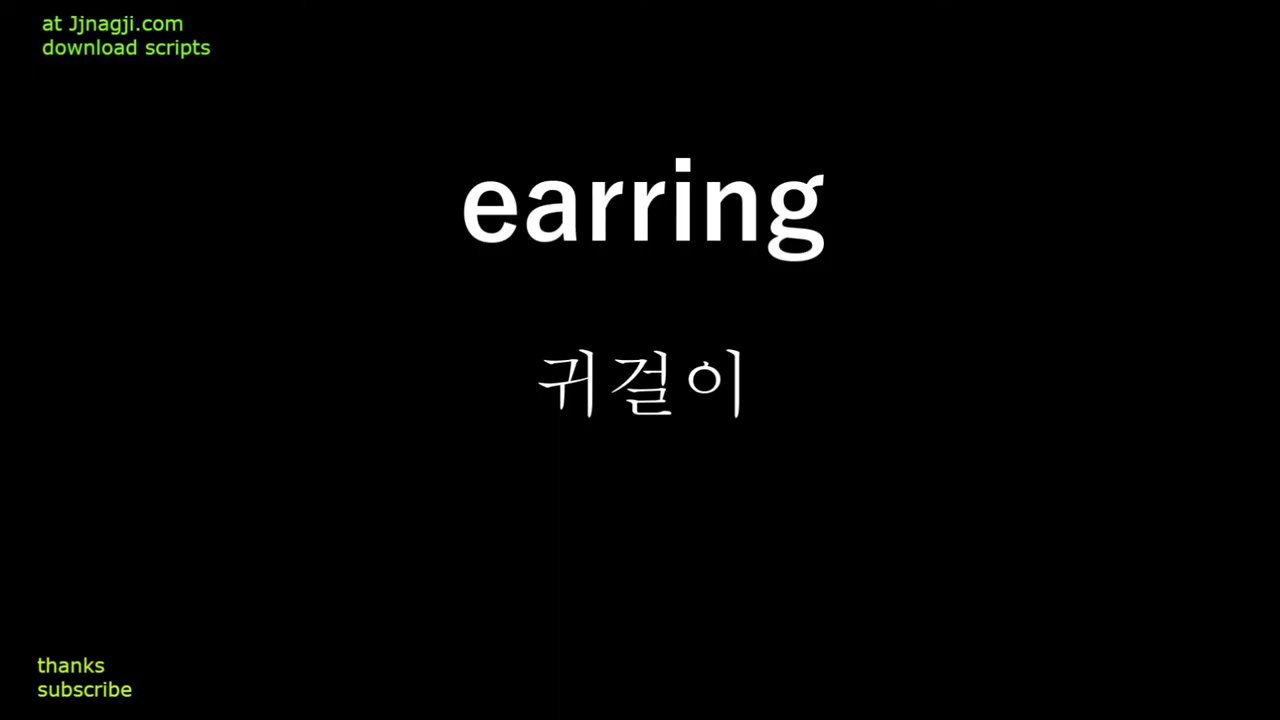 at Jjnagji.com
download scripts
earring
귀걸이
thanks
subscribe